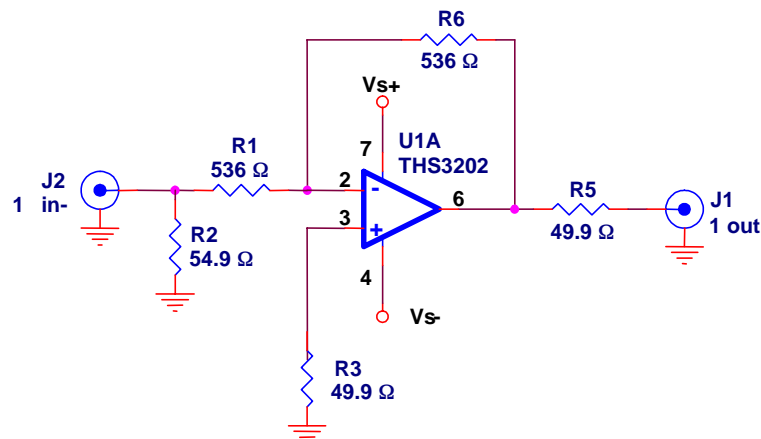 R6
536 Ω
Vs+
7
U1A
THS3202
R1
536 Ω
J2
1 in-
2
-
3
+
6
R5
49.9 Ω
J1
1 out
R2
54.9 Ω
4
Vs-
R3
49.9 Ω